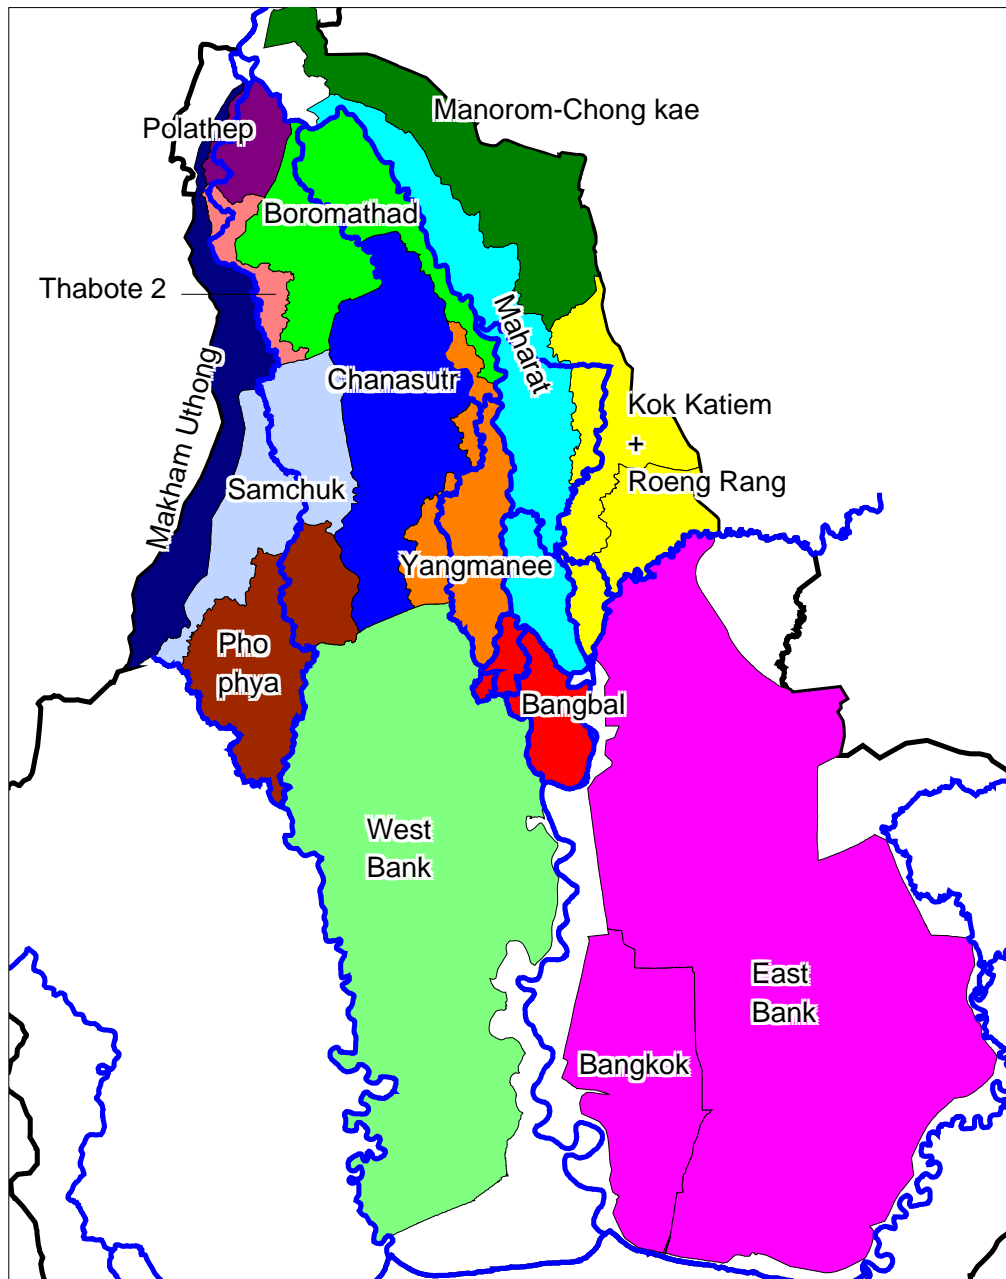 Manorom-Chong kae
Polathep
Boromathad
Thabote 2
Maharat
Makham Uthong
Chanasutr
Kok Katiem
+
Roeng Rang
Samchuk
Yangmanee
Pho
phya
Bangbal
West
Bank
East
Bank
Bangkok